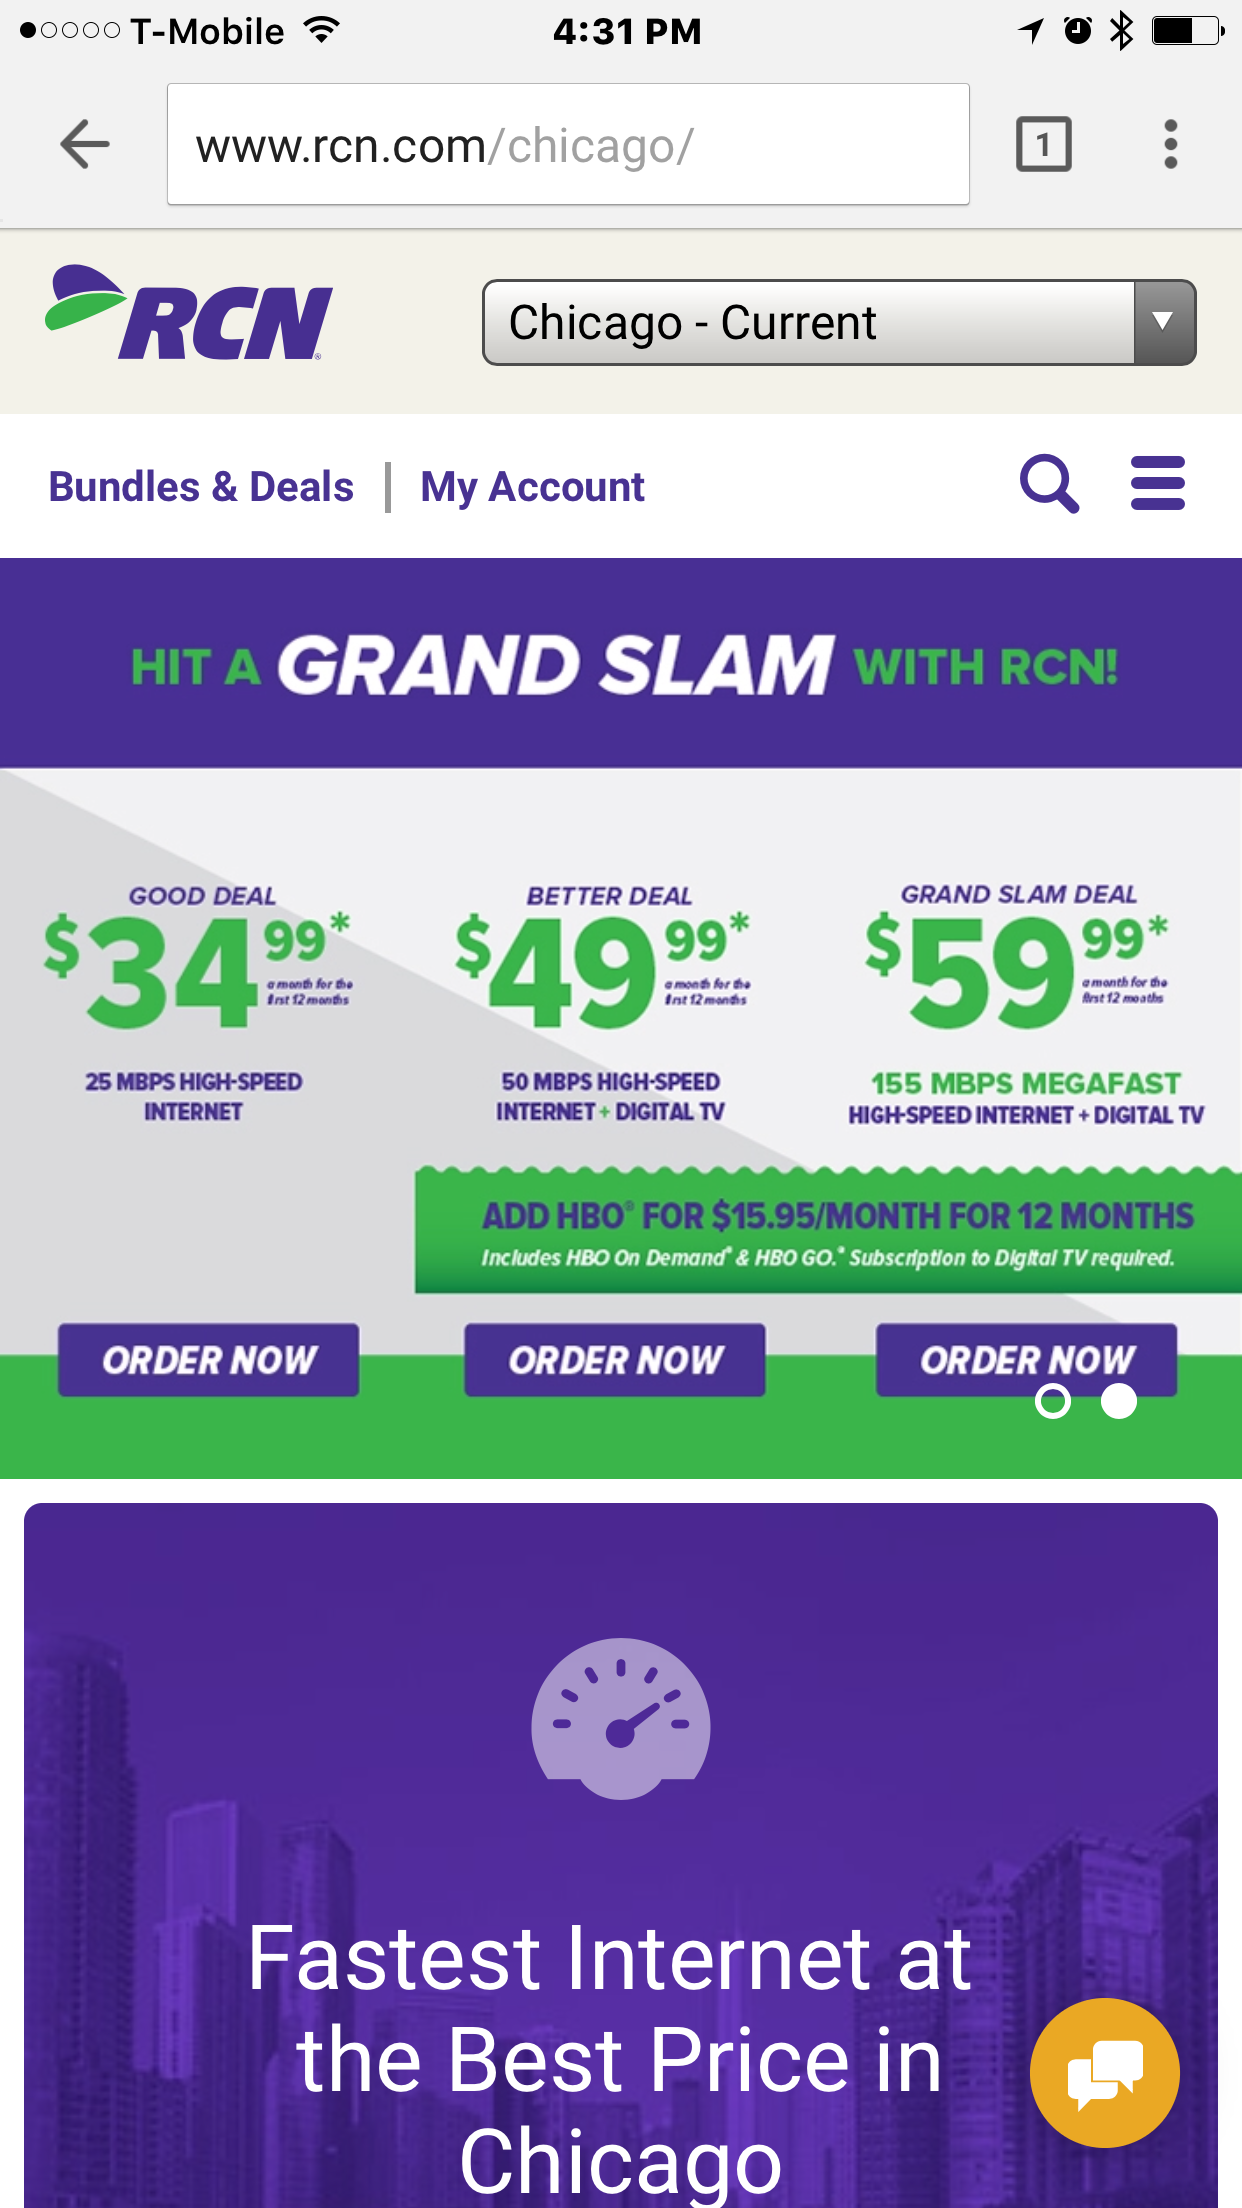 T-Mobile 4:31 PM
www.rcn.com/chicago/ 1
RCN®
Chicago - Current
Bundles & Deals | My Account
HIT A GRAND SLAM WITH RCN!
GOOD DEAL
$34 99*
a month for the
first 12 months
25 MBPS HIGH-SPEED
INTERNET
BETTER DEAL
$49 99*
a month for the
first 12 months
50 MBPS HIGH-SPEED
INTERNET + DIGITAL TV
GRAND SLAM DEAL
$59 99*
a month for the
first 12 months
155 MBPS MEGAFAST
HIGH-SPEED INTERNET + DIGITAL TV
ADD HBO® FOR $15.95/MONTH FOR 12 MONTHS
Includes HBO On Demand® & HBO GO.® Subscription to Digital TV required.
ORDER NOW
ORDER NOW
ORDER NOW
Fastest Internet at
the Best Price in
Chicago